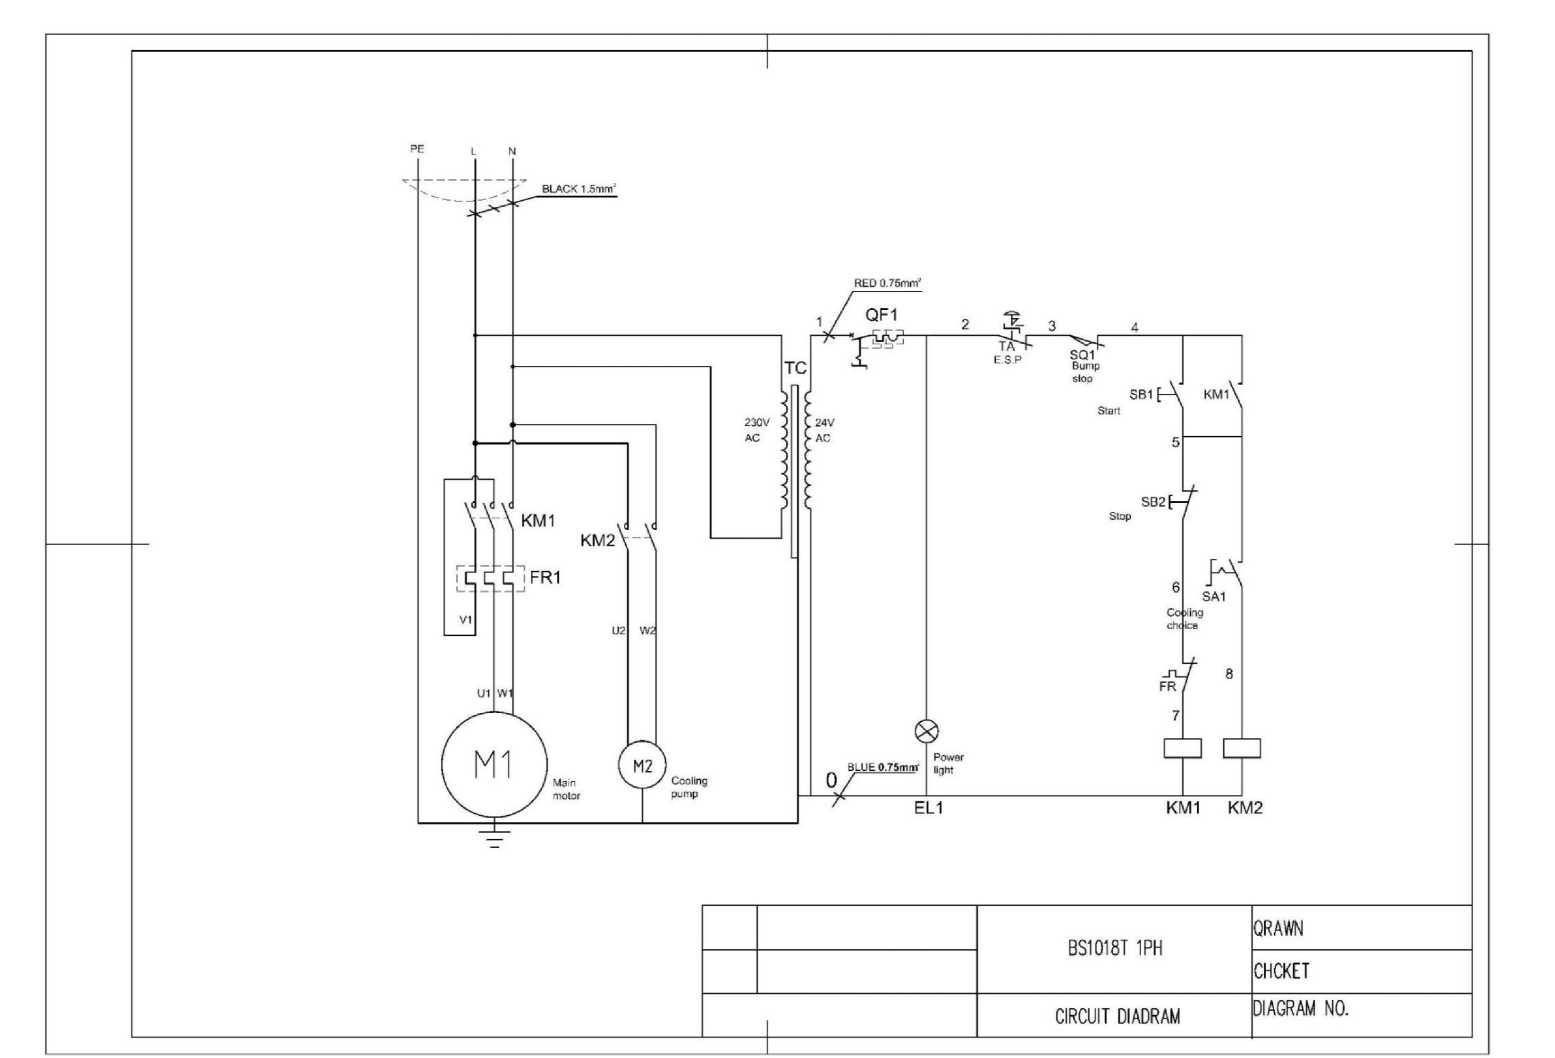 PE
L
N
BLACK 1.5mm²
RED 0.75mm²
QF1
1
2
TA
E.S.P
3
SQ1
Bump
stop
4
TC
230V
AC
24V
AC
SB1
Start
KM1
5
SB2
Stop
KM1
KM2
FR1
6
SA1
Cooling
choice
V1
U2
W2
FR
8
7
U1
W1
M1
Main
motor
M2
Cooling
pump
0
BLUE 0.75mm²
Power
light
EL1
KM1
KM2
BS1018T 1PH
QRAWN
CHCKET
CIRCUIT DIADRAM
DIAGRAM NO.